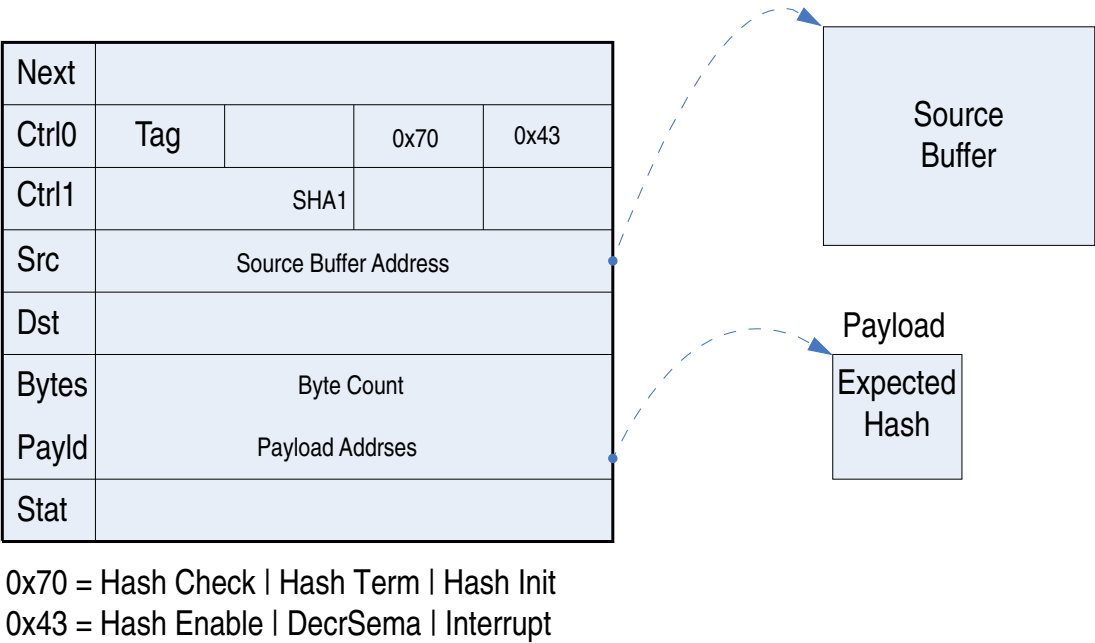 Next
Ctrl0 Tag 0x70 0x43
Ctrl1 SHA1
Src Source Buffer Address
Dst
Bytes Byte Count
Payld Payload Addrses
Stat
Source
Buffer
Payload
Expected
Hash
0x70 = Hash Check | Hash Term | Hash Init
0x43 = Hash Enable | DecrSema | Interrupt